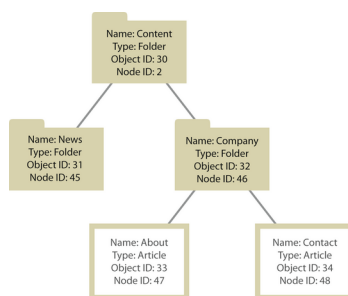 Name: Content
Type: Folder
Object ID: 30
Node ID: 2
Name: News
Type: Folder
Object ID: 31
Node ID: 45
Name: Company
Type: Folder
Object ID: 32
Node ID: 46
Name: About
Type: Article
Object ID: 33
Node ID: 47
Name: Contact
Type: Article
Object ID: 34
Node ID: 48